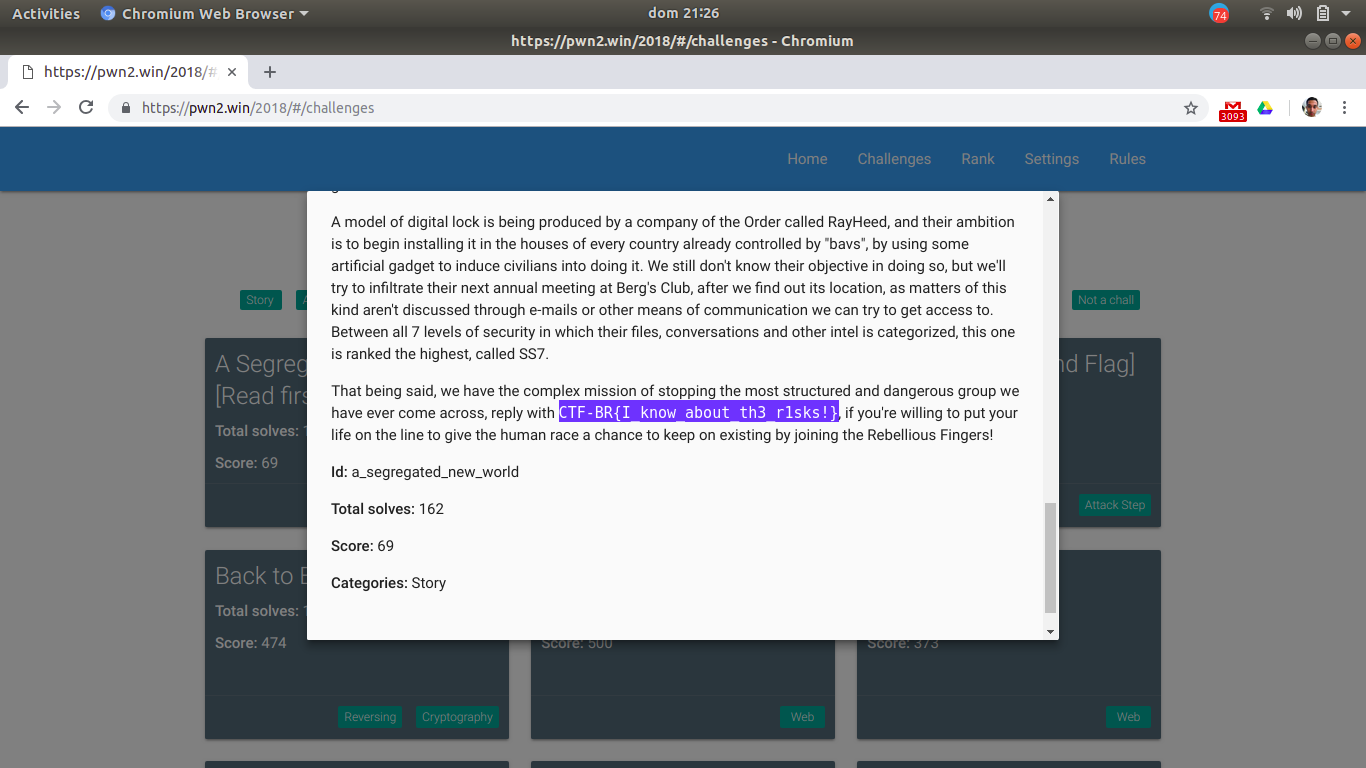 Activities
Chromium Web Browser
dom 21:26
74
https://pwn2.win/2018/#/challenges - Chromium
https://pwn2.win/2018/#
https://pwn2.win/2018/#/challenges
3093
Home
Challenges
Rank
Settings
Rules
A model of digital lock is being produced by a company of the Order called RayHeed, and their ambition
is to begin installing it in the houses of every country already controlled by "bavs", by using some
artificial gadget to induce civilians into doing it. We still don't know their objective in doing so, but we'll
try to infiltrate their next annual meeting at Berg's Club, after we find out its location, as matters of this
kind aren't discussed through e-mails or other means of communication we can try to get access to.
Between all 7 levels of security in which their files, conversations and other intel is categorized, this one
is ranked the highest, called SS7.
That being said, we have the complex mission of stopping the most structured and dangerous group we
have ever come across, reply with CTF-BR{I_know_about_th3_r1sks!}, if you're willing to put your
life on the line to give the human race a chance to keep on existing by joining the Rebellious Fingers!
Id: a_segregated_new_world
Total solves: 162
Score: 69
Categories: Story
Story
Not a chall
A Segreg
[Read firs
Total solves:
Score: 69
nd Flag]
Attack Step
Back to
Total solves:
Score: 474
Reversing
Cryptography
Score: 500
Web
Score: 373
Web